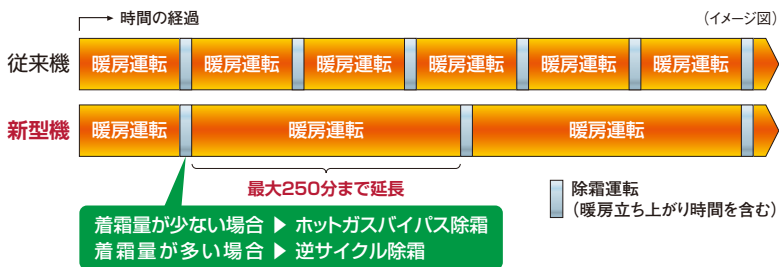 時間の経過
(イメージ図)
従来機 暖房運転 暖房運転 暖房運転 暖房運転 暖房運転 暖房運転
新型機 暖房運転 暖房運転 暖房運転
最大250分まで延長
除霜運転
(暖房立ち上がり時間を含む)
着霜量が少ない場合 ▶ ホットガスバイパス除霜
着霜量が多い場合 ▶ 逆サイクル除霜